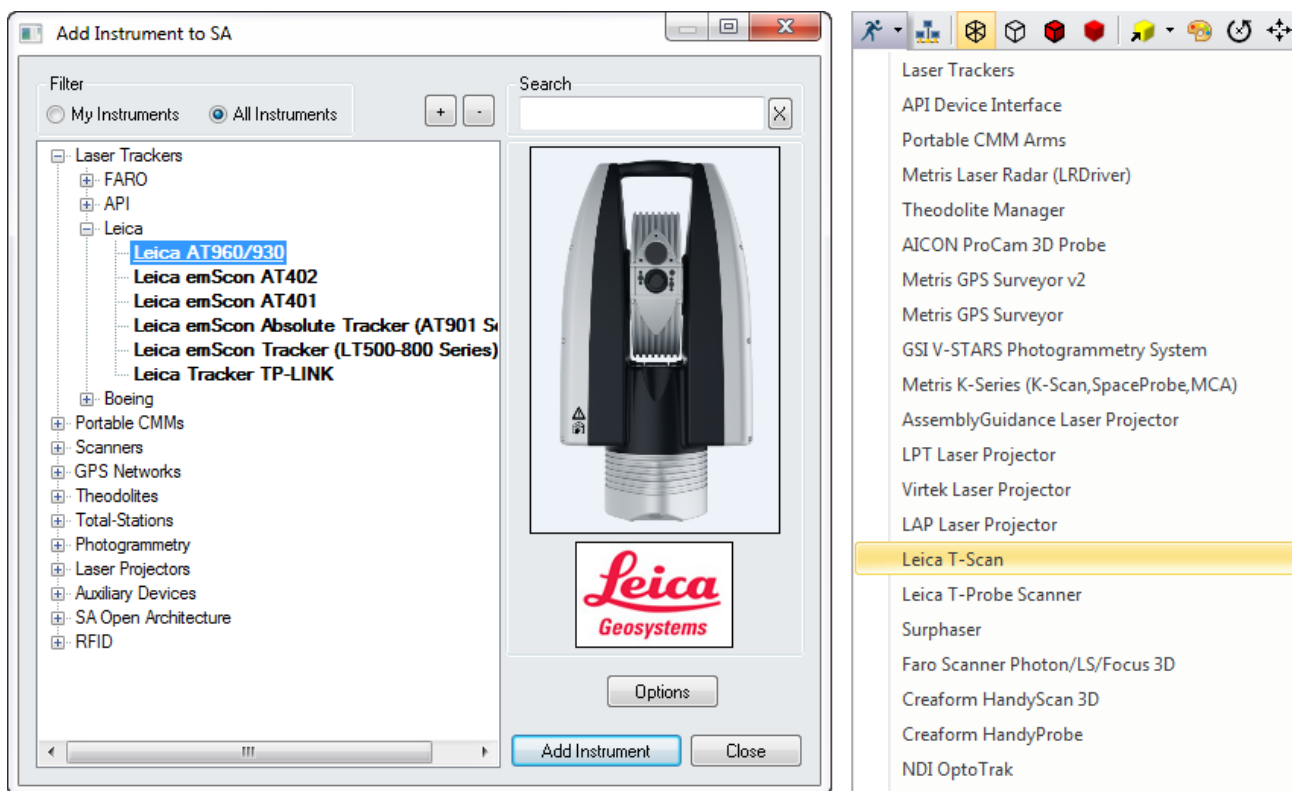 Add Instrument to SA
Filter
My Instruments
All Instruments
+
-
Search
X
Laser Trackers
FARO
API
Leica
Leica AT960/930
Leica emScon AT402
Leica emScon AT401
Leica emScon Absolute Tracker (AT901 Se
Leica emScon Tracker (LT500-800 Series)
Leica Tracker TP-LINK
Boeing
Portable CMMs
Scanners
GPS Networks
Theodolites
Total-Stations
Photogrammetry
Laser Projectors
Auxiliary Devices
SA Open Architecture
RFID
Leica
Geosystems
Options
Add Instrument
Close
Laser Trackers
API Device Interface
Portable CMM Arms
Metris Laser Radar (LRDriver)
Theodolite Manager
AICON ProCam 3D Probe
Metris GPS Surveyor v2
Metris GPS Surveyor
GSI V-STARS Photogrammetry System
Metris K-Series (K-Scan,SpaceProbe,MCA)
AssemblyGuidance Laser Projector
LPT Laser Projector
Virtek Laser Projector
LAP Laser Projector
Leica T-Scan
Leica T-Probe Scanner
Surphaser
Faro Scanner Photon/LS/Focus 3D
Creaform HandyScan 3D
Creaform HandyProbe
NDI OptoTrak